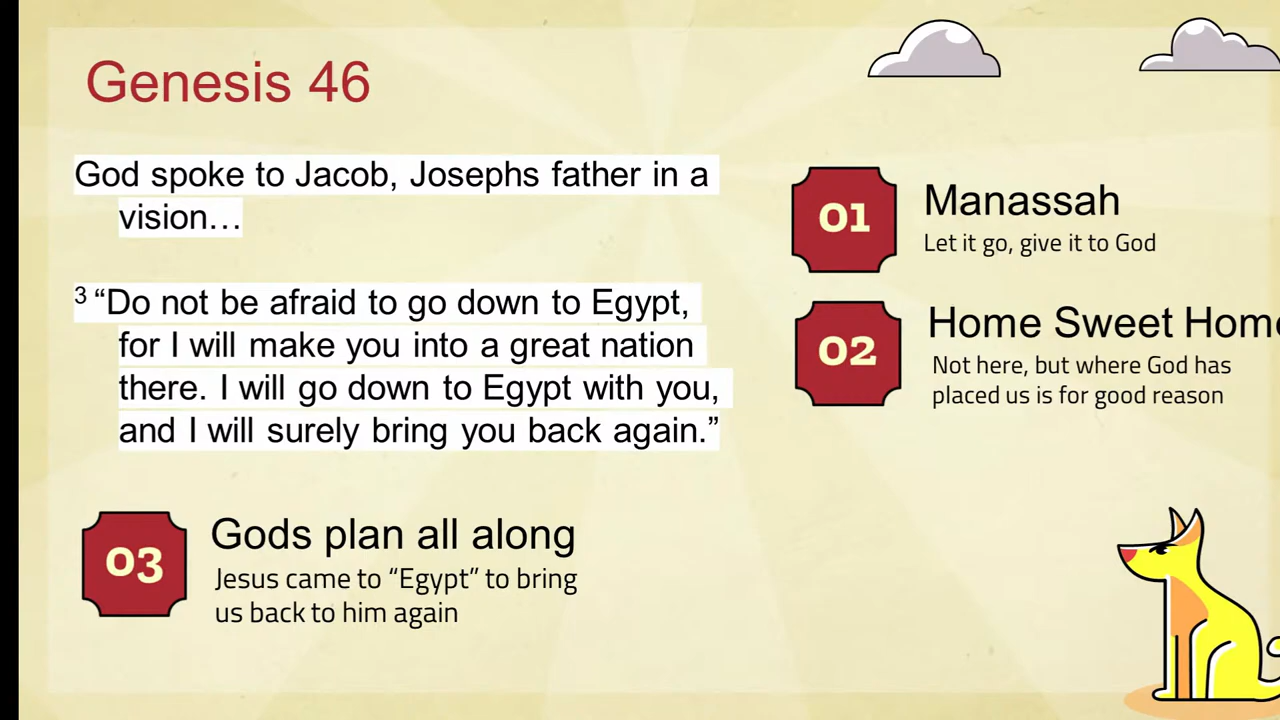 Genesis 46
God spoke to Jacob, Josephs father in a
vision…
3 “Do not be afraid to go down to Egypt,
for I will make you into a great nation
there. I will go down to Egypt with you,
and I will surely bring you back again.”
01
Manassah
Let it go, give it to God
02
Home Sweet Home
Not here, but where God has
placed us is for good reason
03
Gods plan all along
Jesus came to “Egypt” to bring
us back to him again